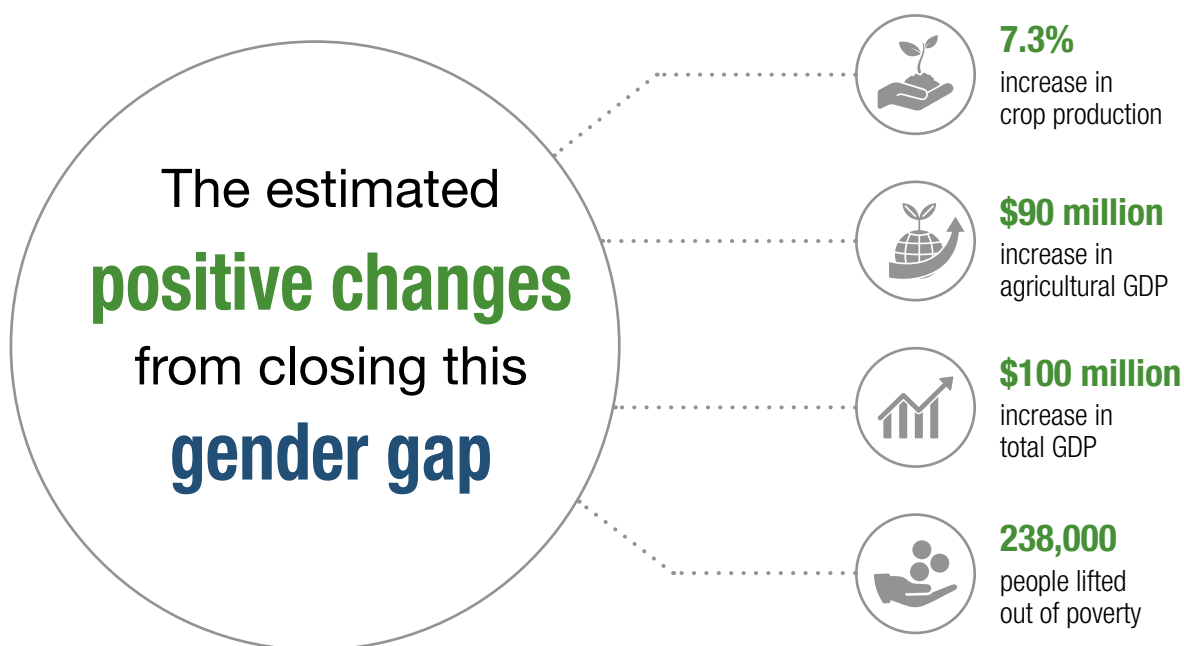 The estimated
positive changes
from closing this
gender gap
7.3%
increase in
crop production
$90 million
increase in
agricultural GDP
$100 million
increase in
total GDP
238,000
people lifted
out of poverty